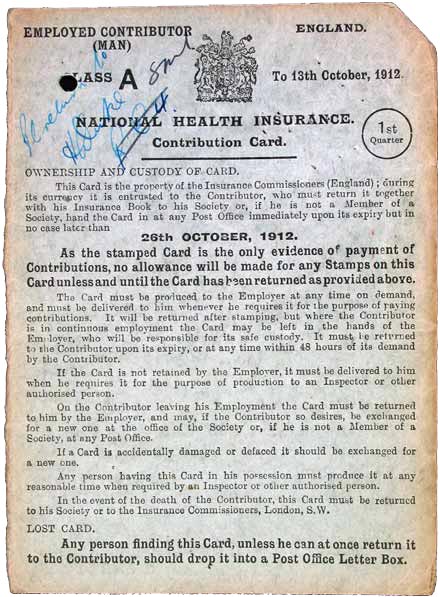 EMPLOYED CONTRIBUTOR
(MAN)
ENGLAND.
LASS A
To 13th October, 1912.
NATIONAL HEALTH INSURANCE.
Contribution Card.
1st
Quarter
OWNERSHIP AND CUSTODY OF CARD.
This Card is the property of the Insurance Commissioners (England); during
its currency it is entrusted to the Contributor, who must return it together
with his Insurance Book to his Society or, if he is not a Member of a
Society, hand the Card in at any Post Office immediately upon its expiry but in
no case later than
26TH OCTOBER, 1912.
As the stamped Card is the only evidence of payment of
Contributions, no allowance will be made for any Stamps on this
Card unless and until the Card has been returned as provided above.
The Card must be produced to the Employer at any time on demand,
and must be delivered to him whenever he requires it for the purpose of paying
contributions. It will be returned after stamping, but where the Contributor
is in continuous employment the Card may be left in the hands of the
Employer, who will be responsible for its safe custody. It must be returned
to the Contributor upon its expiry, or at any time within 48 hours of its demand
by the Contributor.
If the Card is not retained by the Employer, it must be delivered to him
when he requires it for the purpose of production to an Inspector or other
authorised person.
On the Contributor leaving his Employment the Card must be returned
to him by the Employer, and may, if the Contributor so desires, be exchanged
for a new one at the office of the Society or, if he is not a Member of a
Society, at any Post Office.
If a Card is accidentally damaged or defaced it should be exchanged for
a new one.
Any person having this Card in his possession must produce it at any
reasonable time when required by an Inspector or other authorised person.
In the event of the death of the Contributor, this Card must be returned
to his Society or to the Insurance Commissioners, London, S.W.
LOST CARD.
Any person finding this Card, unless he can at once return it
to the Contributor, should drop it into a Post Office Letter Box.